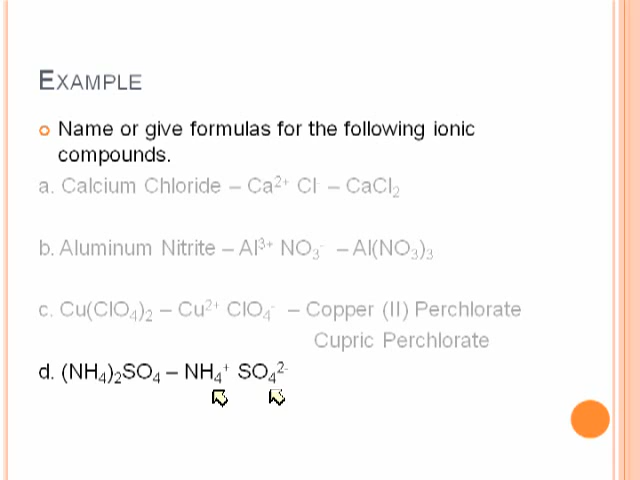 EXAMPLE
Name or give formulas for the following ionic
compounds.
a. Calcium Chloride – Ca²⁺ Cl⁻ – CaCl₂
b. Aluminum Nitrite – Al³⁺ NO₃⁻ – Al(NO₃)₃
c. Cu(ClO₄)₂ – Cu²⁺ ClO₄⁻ – Copper (II) Perchlorate
Cupric Perchlorate
d. (NH₄)₂SO₄ – NH₄⁺ SO₄²⁻